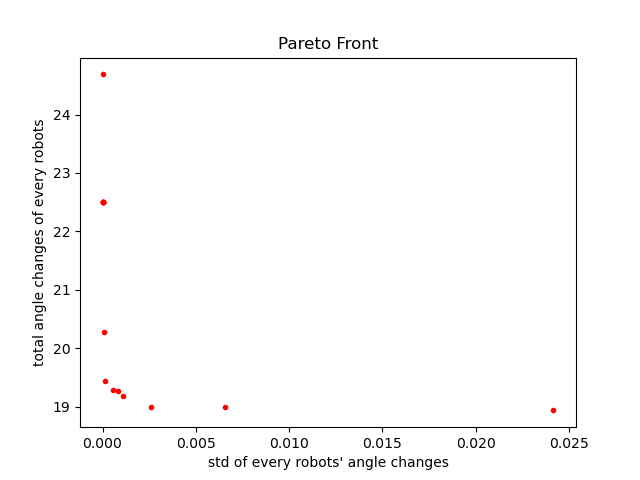 Pareto Front
total angle changes of every robots
24
23
22
21
20
19
0.000 0.005 0.010 0.015 0.020 0.025
std of every robots' angle changes